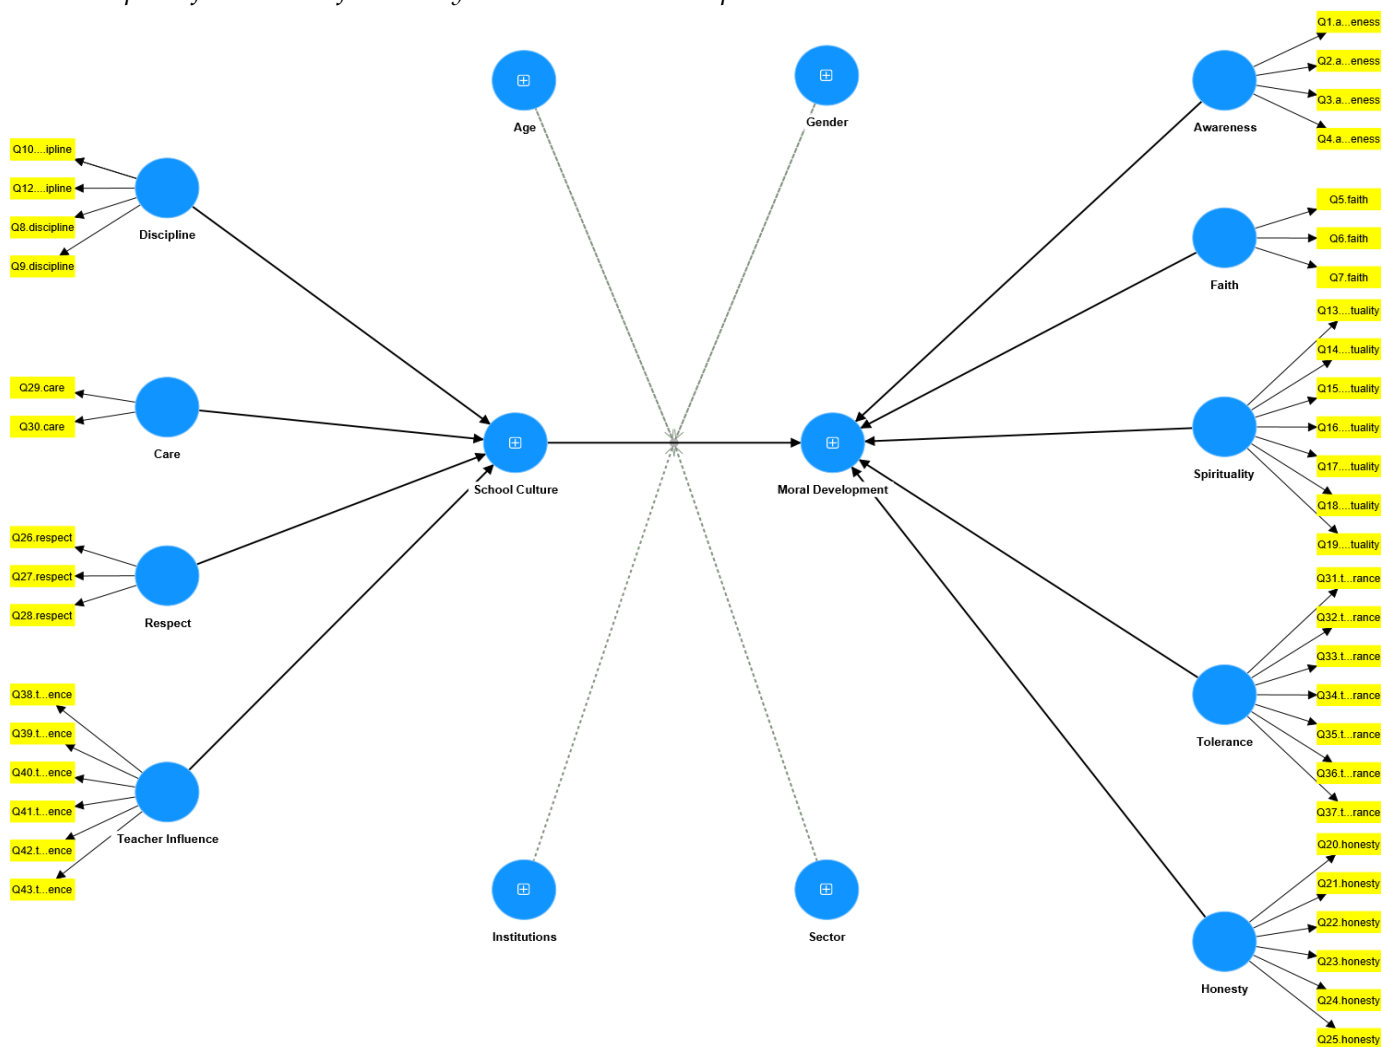 Age
Gender
Q10....ipline
Q12....ipline
Q8.discipline
Q9.discipline
Discipline
Q29.care
Q30.care
Care
Q26.respect
Q27.respect
Q28.respect
Respect
Q38.t...ence
Q39.t...ence
Q40.t...ence
Q41.t...ence
Q42.t...ence
Q43.t...ence
Teacher Influence
School Culture
Moral Development
Institutions
Sector
Q1.a...eness
Q2.a...eness
Q3.a...eness
Q4.a...eness
Awareness
Q5.faith
Q6.faith
Q7.faith
Faith
Q13....tuality
Q14....tuality
Q15....tuality
Q16....tuality
Q17....tuality
Q18....tuality
Q19....tuality
Spirituality
Q31.t...rance
Q32.t...rance
Q33.t...rance
Q34.t...rance
Q35.t...rance
Q36.t...rance
Q37.t...rance
Tolerance
Q20.honesty
Q21.honesty
Q22.honesty
Q23.honesty
Q24.honesty
Q25.honesty
Honesty